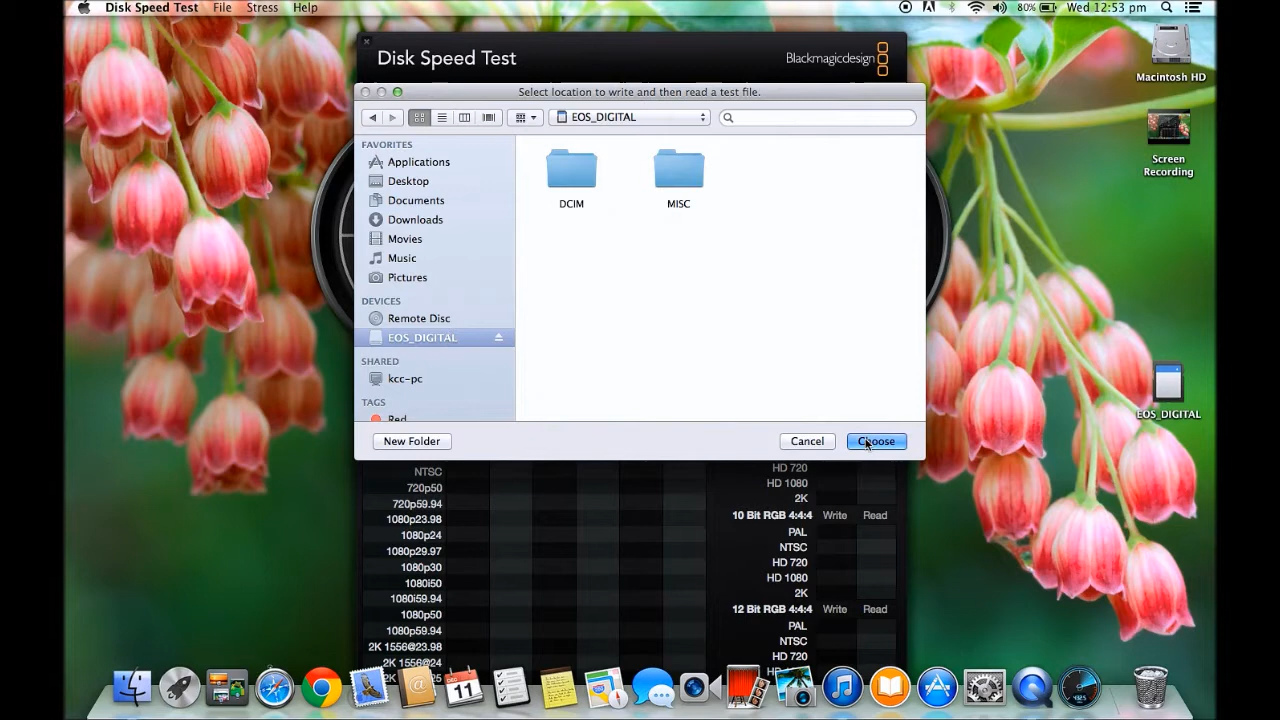 Disk Speed Test File Stress Help
80% Wed 12:53 pm
Disk Speed Test
Blackmagicdesign
Select location to write and then read a test file.
EOS_DIGITAL
FAVORITES
Applications
Desktop
Documents
Downloads
Movies
Music
Pictures
DEVICES
Remote Disc
EOS_DIGITAL
SHARED
kcc-pc
TAGS
Red
DCIM
MISC
New Folder
Cancel
Choose
NTSC
720p50
720p59.94
1080p23.98
1080p24
1080p29.97
1080p30
1080i50
1080i59.94
1080p50
1080p59.94
2K 1556@23.98
2K 1556@24
HD 720
HD 1080
2K
10 Bit RGB 4:4:4 Write Read
PAL
NTSC
HD 720
HD 1080
2K
12 Bit RGB 4:4:4 Write Read
PAL
NTSC
HD 720
Macintosh HD
Screen
Recording
EOS_DIGITAL
11